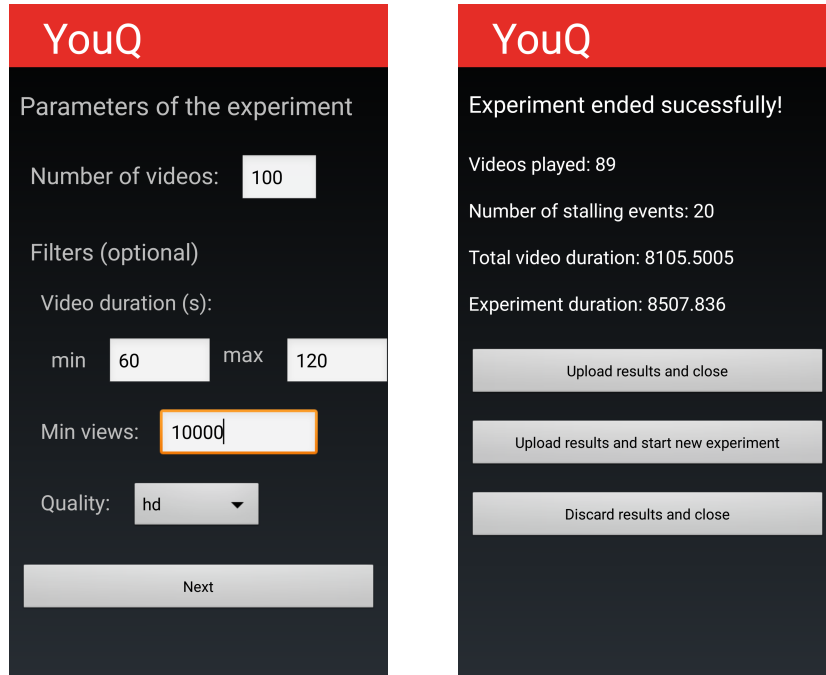 YouQ
Parameters of the experiment
Number of videos: 100
Filters (optional)
Video duration (s):
min 60 max 120
Min views: 10000
Quality: hd
Next
YouQ
Experiment ended sucessfully!
Videos played: 89
Number of stalling events: 20
Total video duration: 8105.5005
Experiment duration: 8507.836
Upload results and close
Upload results and start new experiment
Discard results and close